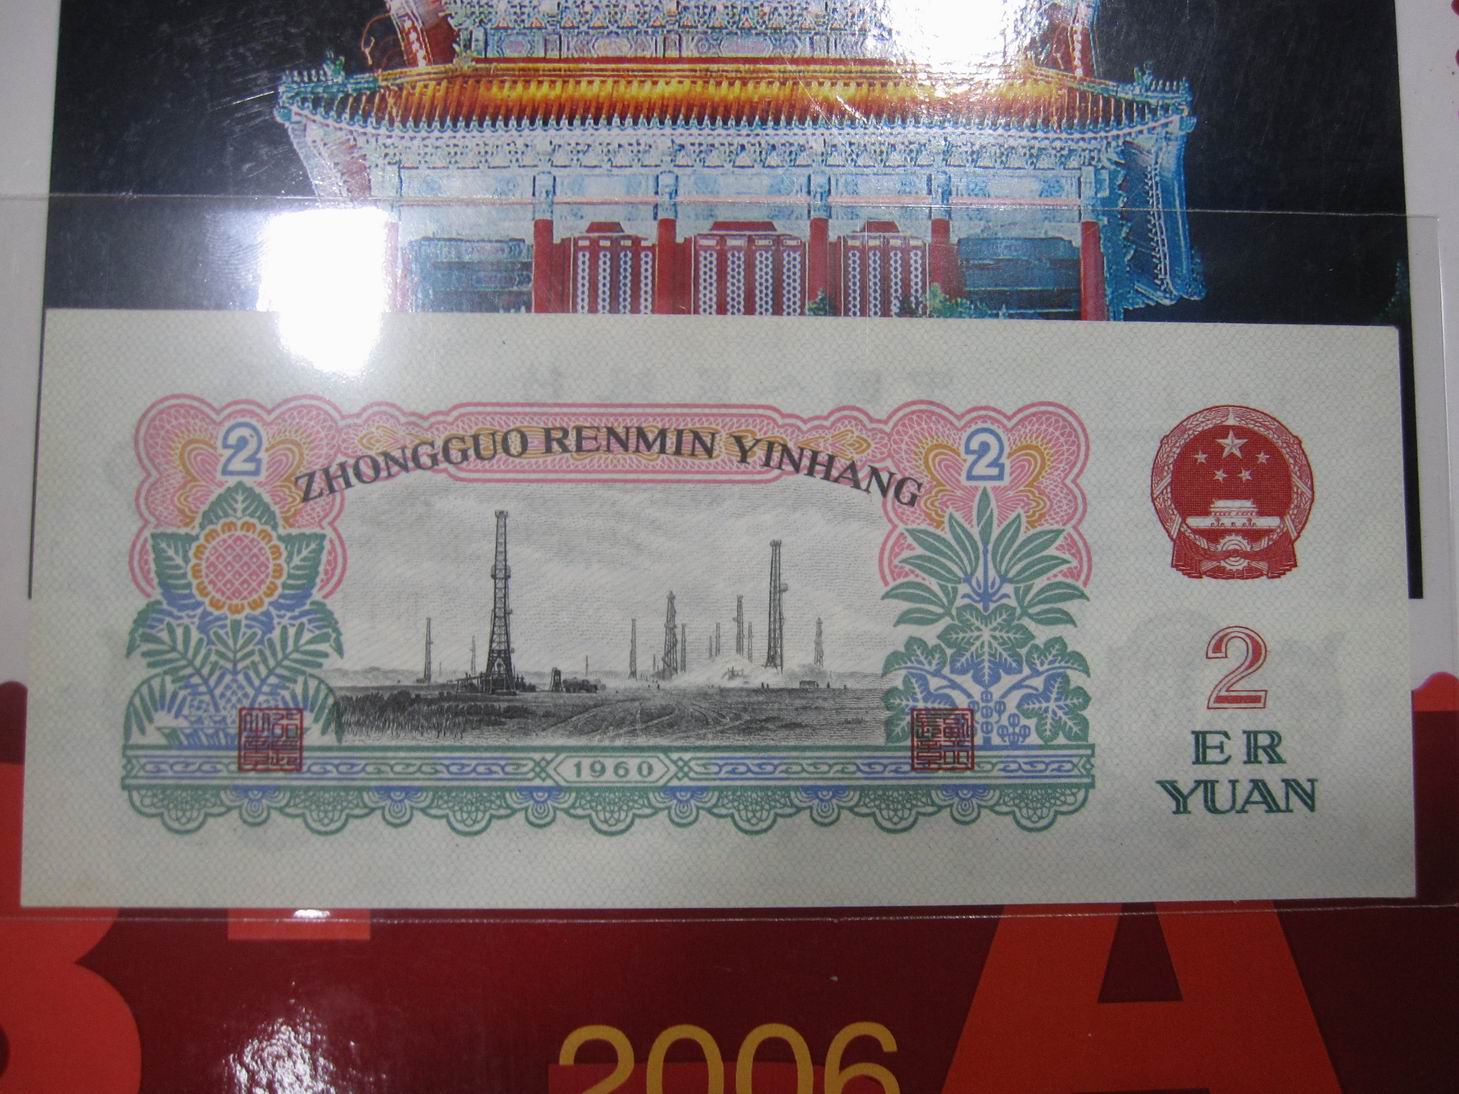 2
2
ZHONGGUO RENMIN YINHANG
2
ER
YUAN
1960
2006